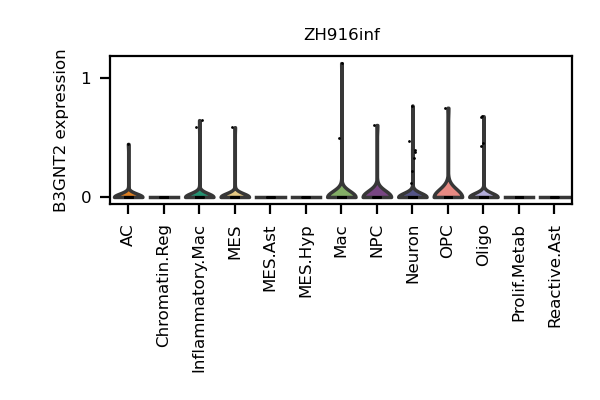 ZH916inf
B3GNT2 expression
1
0
AC
Chromatin.Reg
Inflammatory.Mac
MES
MES.Ast
MES.Hyp
Mac
NPC
Neuron
OPC
Oligo
Prolif.Metab
Reactive.Ast